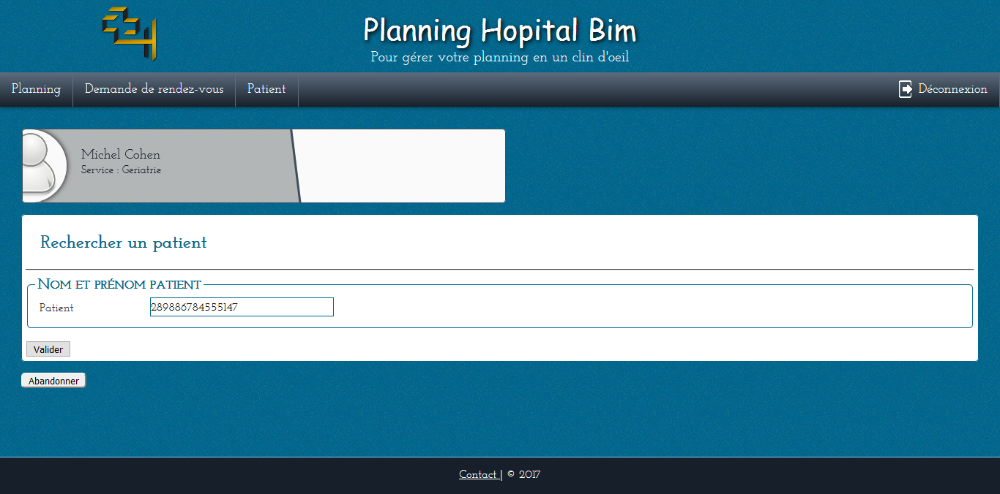 224
Planning Hopital Bim
Pour gérer votre planning en un clin d'oeil
Planning Demande de rendez-vous Patient Déconnexion
Michel Cohen
Service : Geriatrie
Rechercher un patient
Nom et prénom patient
Patient 289886784555147
Valider
Abandonner
Contact | © 2017